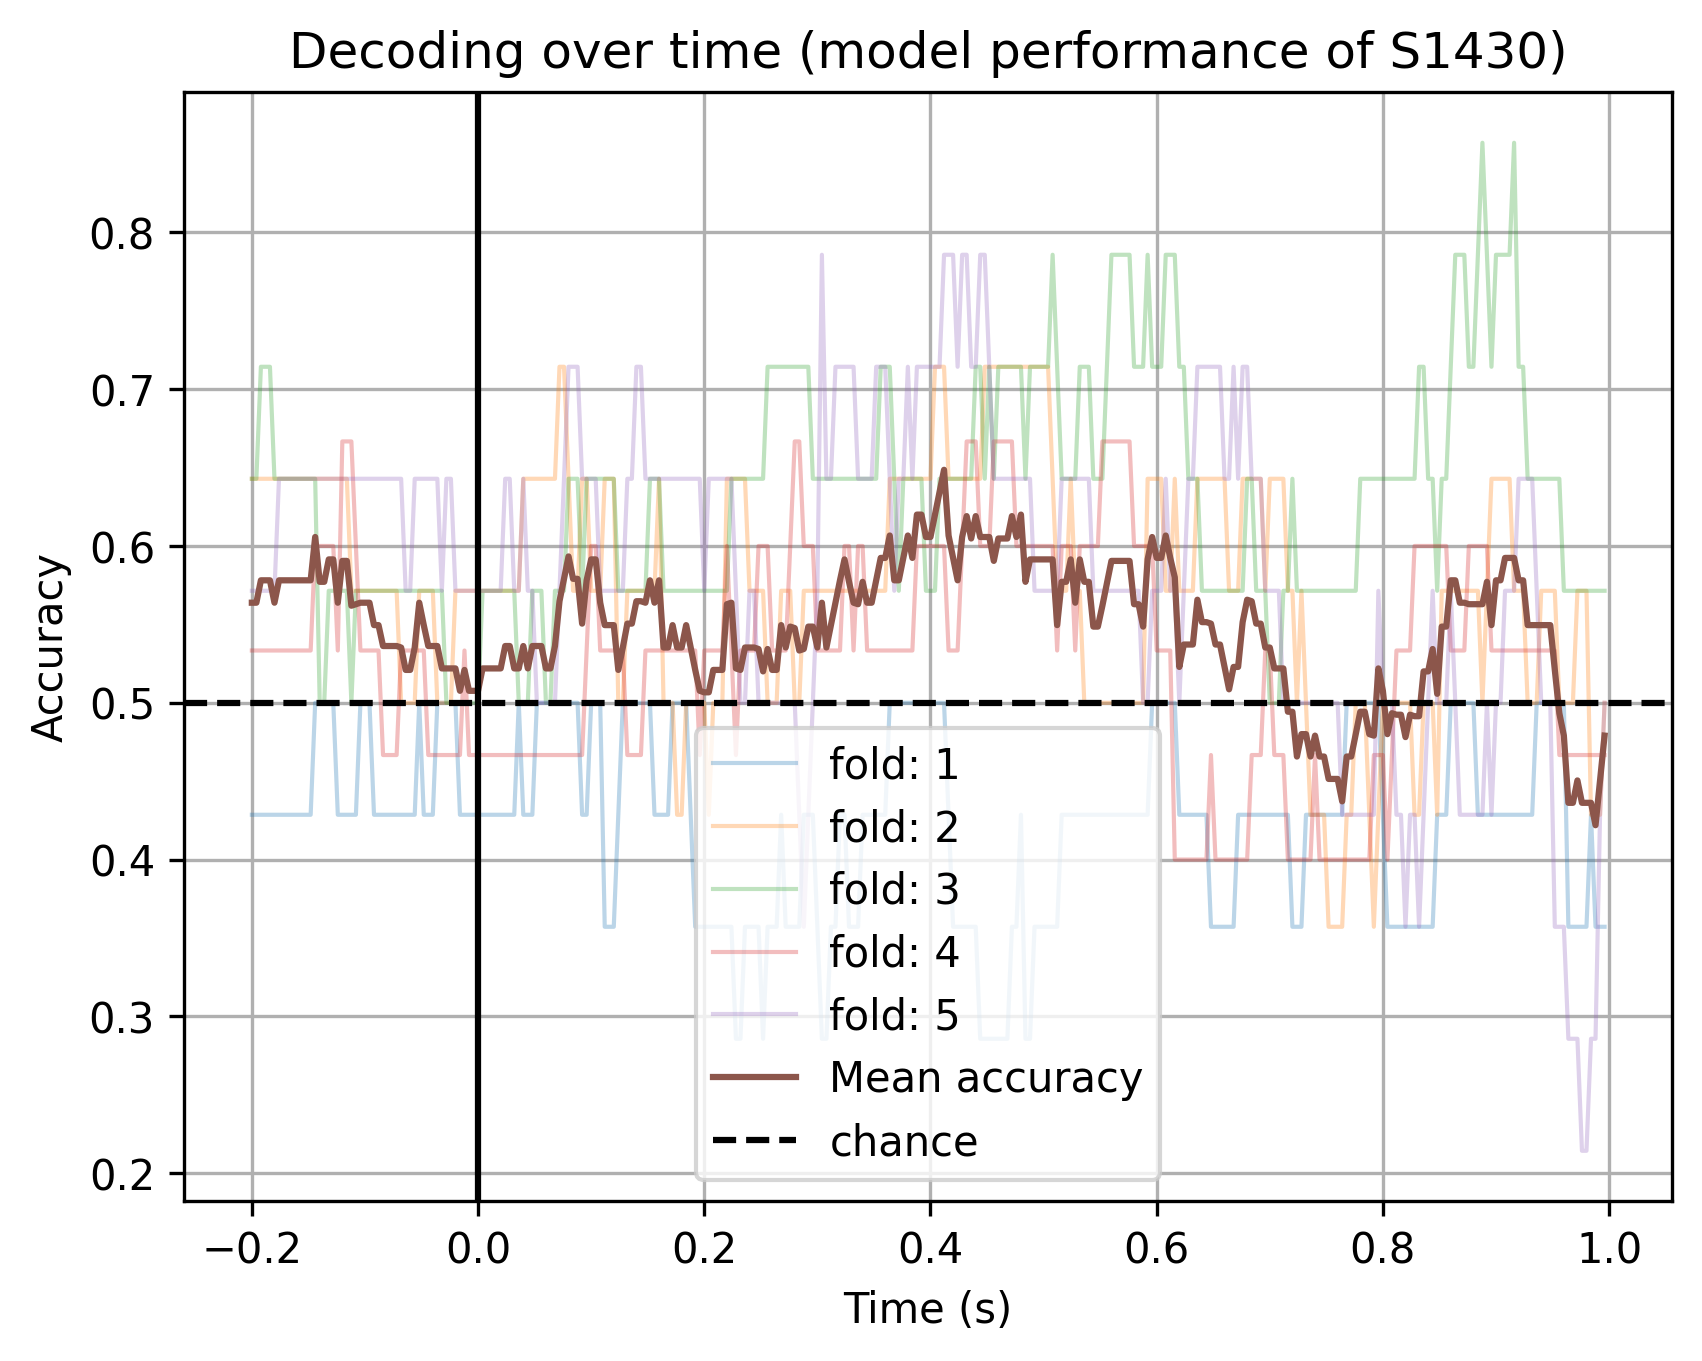 Decoding over time (model performance of S1430)
Accuracy
0.8
0.7
0.6
0.5
0.4
0.3
0.2
fold: 1
fold: 2
fold: 3
fold: 4
fold: 5
Mean accuracy
chance
−0.2 0.0 0.2 0.4 0.6 0.8 1.0
Time (s)